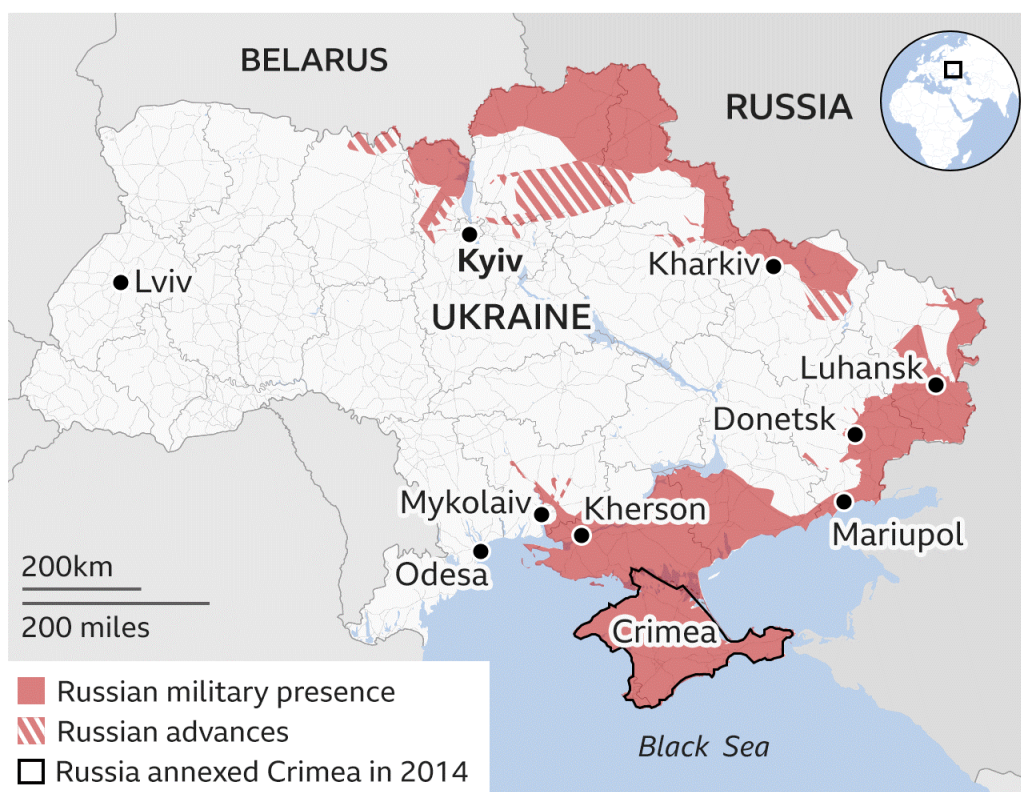 BELARUS
RUSSIA
Kyiv
Lviv
Kharkiv
UKRAINE
Luhansk
Donetsk
Mykolaiv
Kherson
Mariupol
Odesa
200km
200 miles
Crimea
Russian military presence
Russian advances
Russia annexed Crimea in 2014
Black Sea